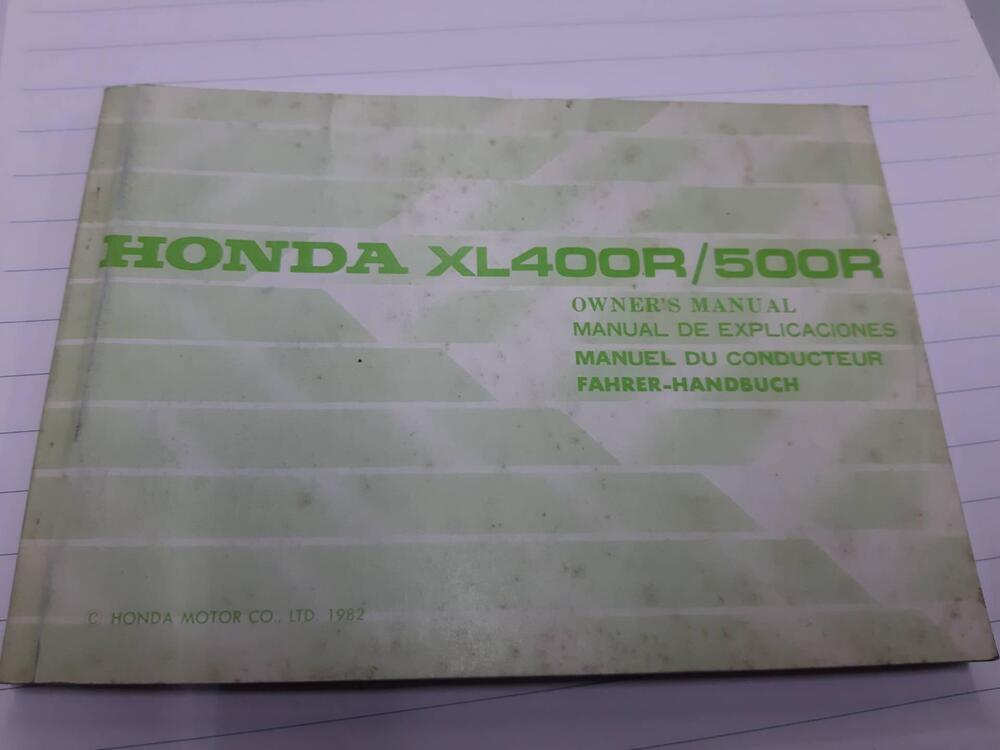 HONDA XL400R/500R
OWNER'S MANUAL
MANUAL DE EXPLICACIONES
MANUEL DU CONDUCTEUR
FAHRER-HANDBUCH
C HONDA MOTOR CO., LTD. 1982